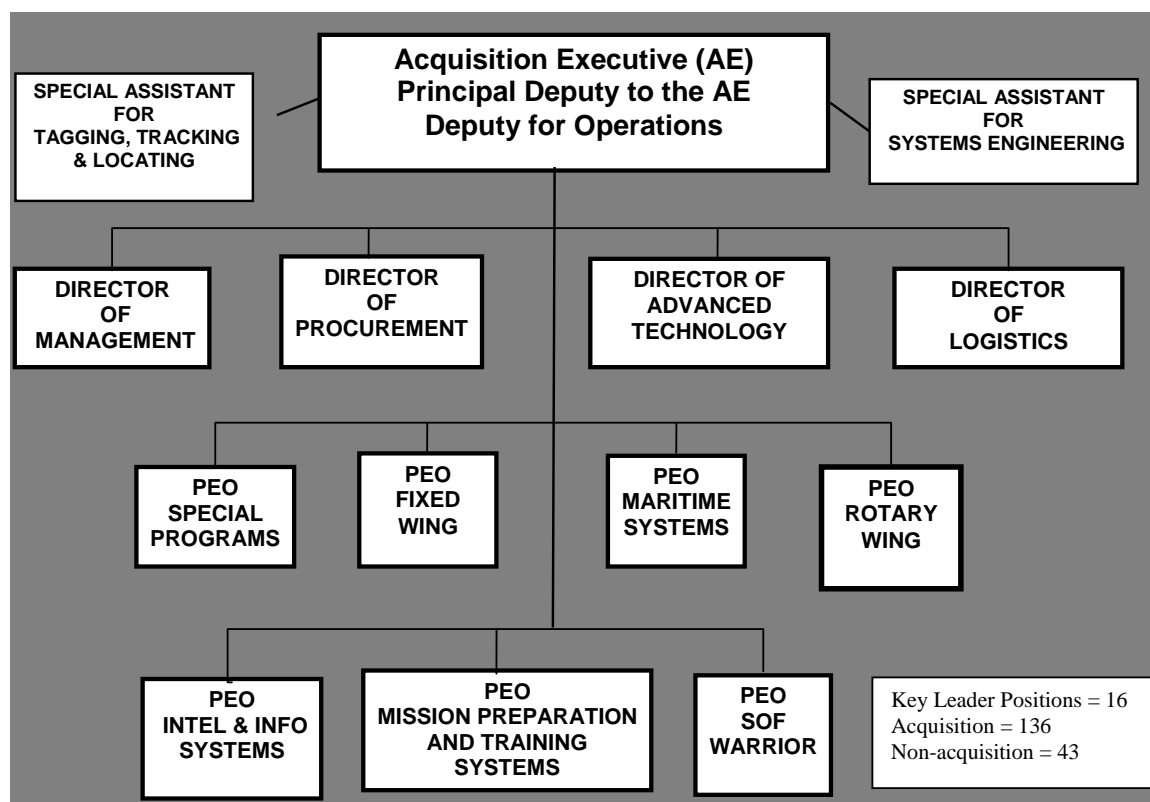 Acquisition Executive (AE)
Principal Deputy to the AE
Deputy for Operations
SPECIAL ASSISTANT
FOR
TAGGING, TRACKING
& LOCATING
SPECIAL ASSISTANT
FOR
SYSTEMS ENGINEERING
DIRECTOR
OF
MANAGEMENT
DIRECTOR
OF
PROCUREMENT
DIRECTOR OF
ADVANCED
TECHNOLOGY
DIRECTOR
OF
LOGISTICS
PEO
SPECIAL
PROGRAMS
PEO
FIXED
WING
PEO
MARITIME
SYSTEMS
PEO
ROTARY
WING
PEO
INTEL & INFO
SYSTEMS
PEO
MISSION PREPARATION
AND TRAINING
SYSTEMS
PEO
SOF
WARRIOR
Key Leader Positions = 16
Acquisition = 136
Non-acquisition = 43